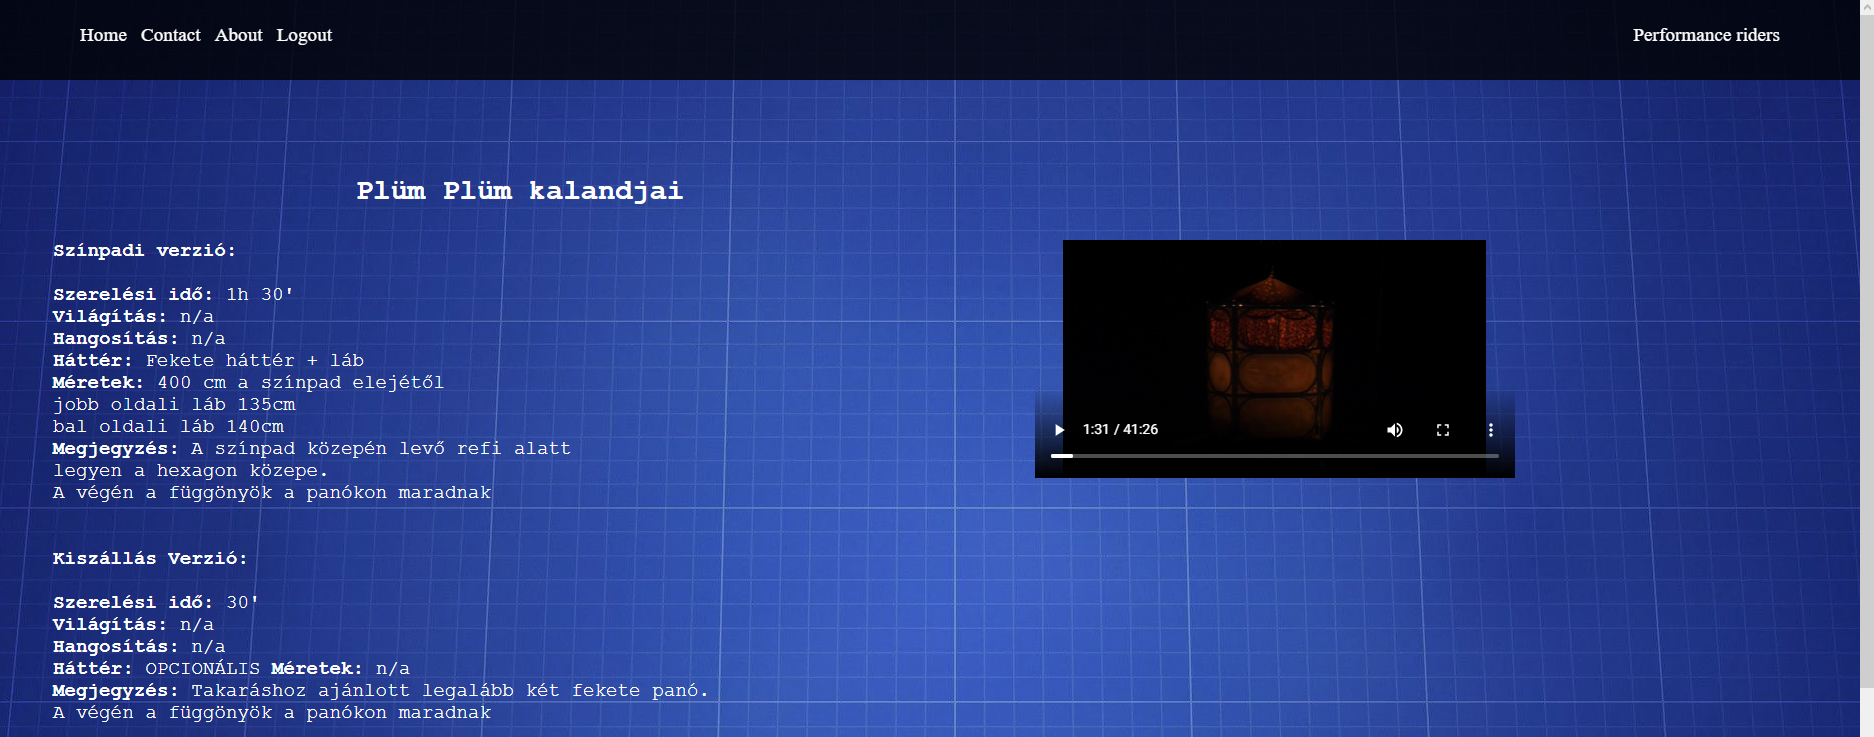 Home Contact About Logout
Performance riders
Plüm Plüm kalandjai
Színpadi verzió:
Szerelési idő: 1h 30'
Világítás: n/a
Hangosítás: n/a
Háttér: Fekete háttér + láb
Méretek: 400 cm a színpad elejétől
jobb oldali láb 135cm
bal oldali láb 140cm
Megjegyzés: A színpad közepén levő refi alatt
legyen a hexagon közepe.
A végén a függönyök a panókon maradnak
1:31 / 41:26
Kiszállás Verzió:
Szerelési idő: 30'
Világítás: n/a
Hangosítás: n/a
Háttér: OPCIONÁLIS Méretek: n/a
Megjegyzés: Takaráshoz ajánlott legalább két fekete panó.
A végén a függönyök a panókon maradnak